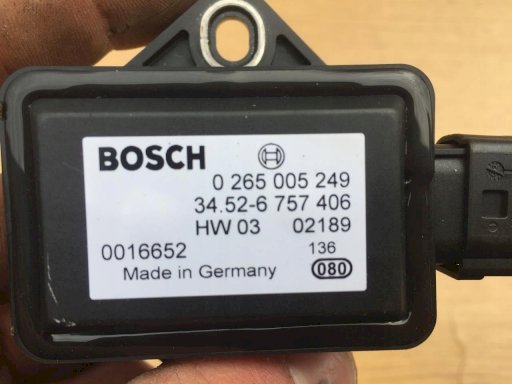 BOSCH
0 265 005 249
34.52-6 757 406
HW 03 02189
0016652 136
Made in Germany 080